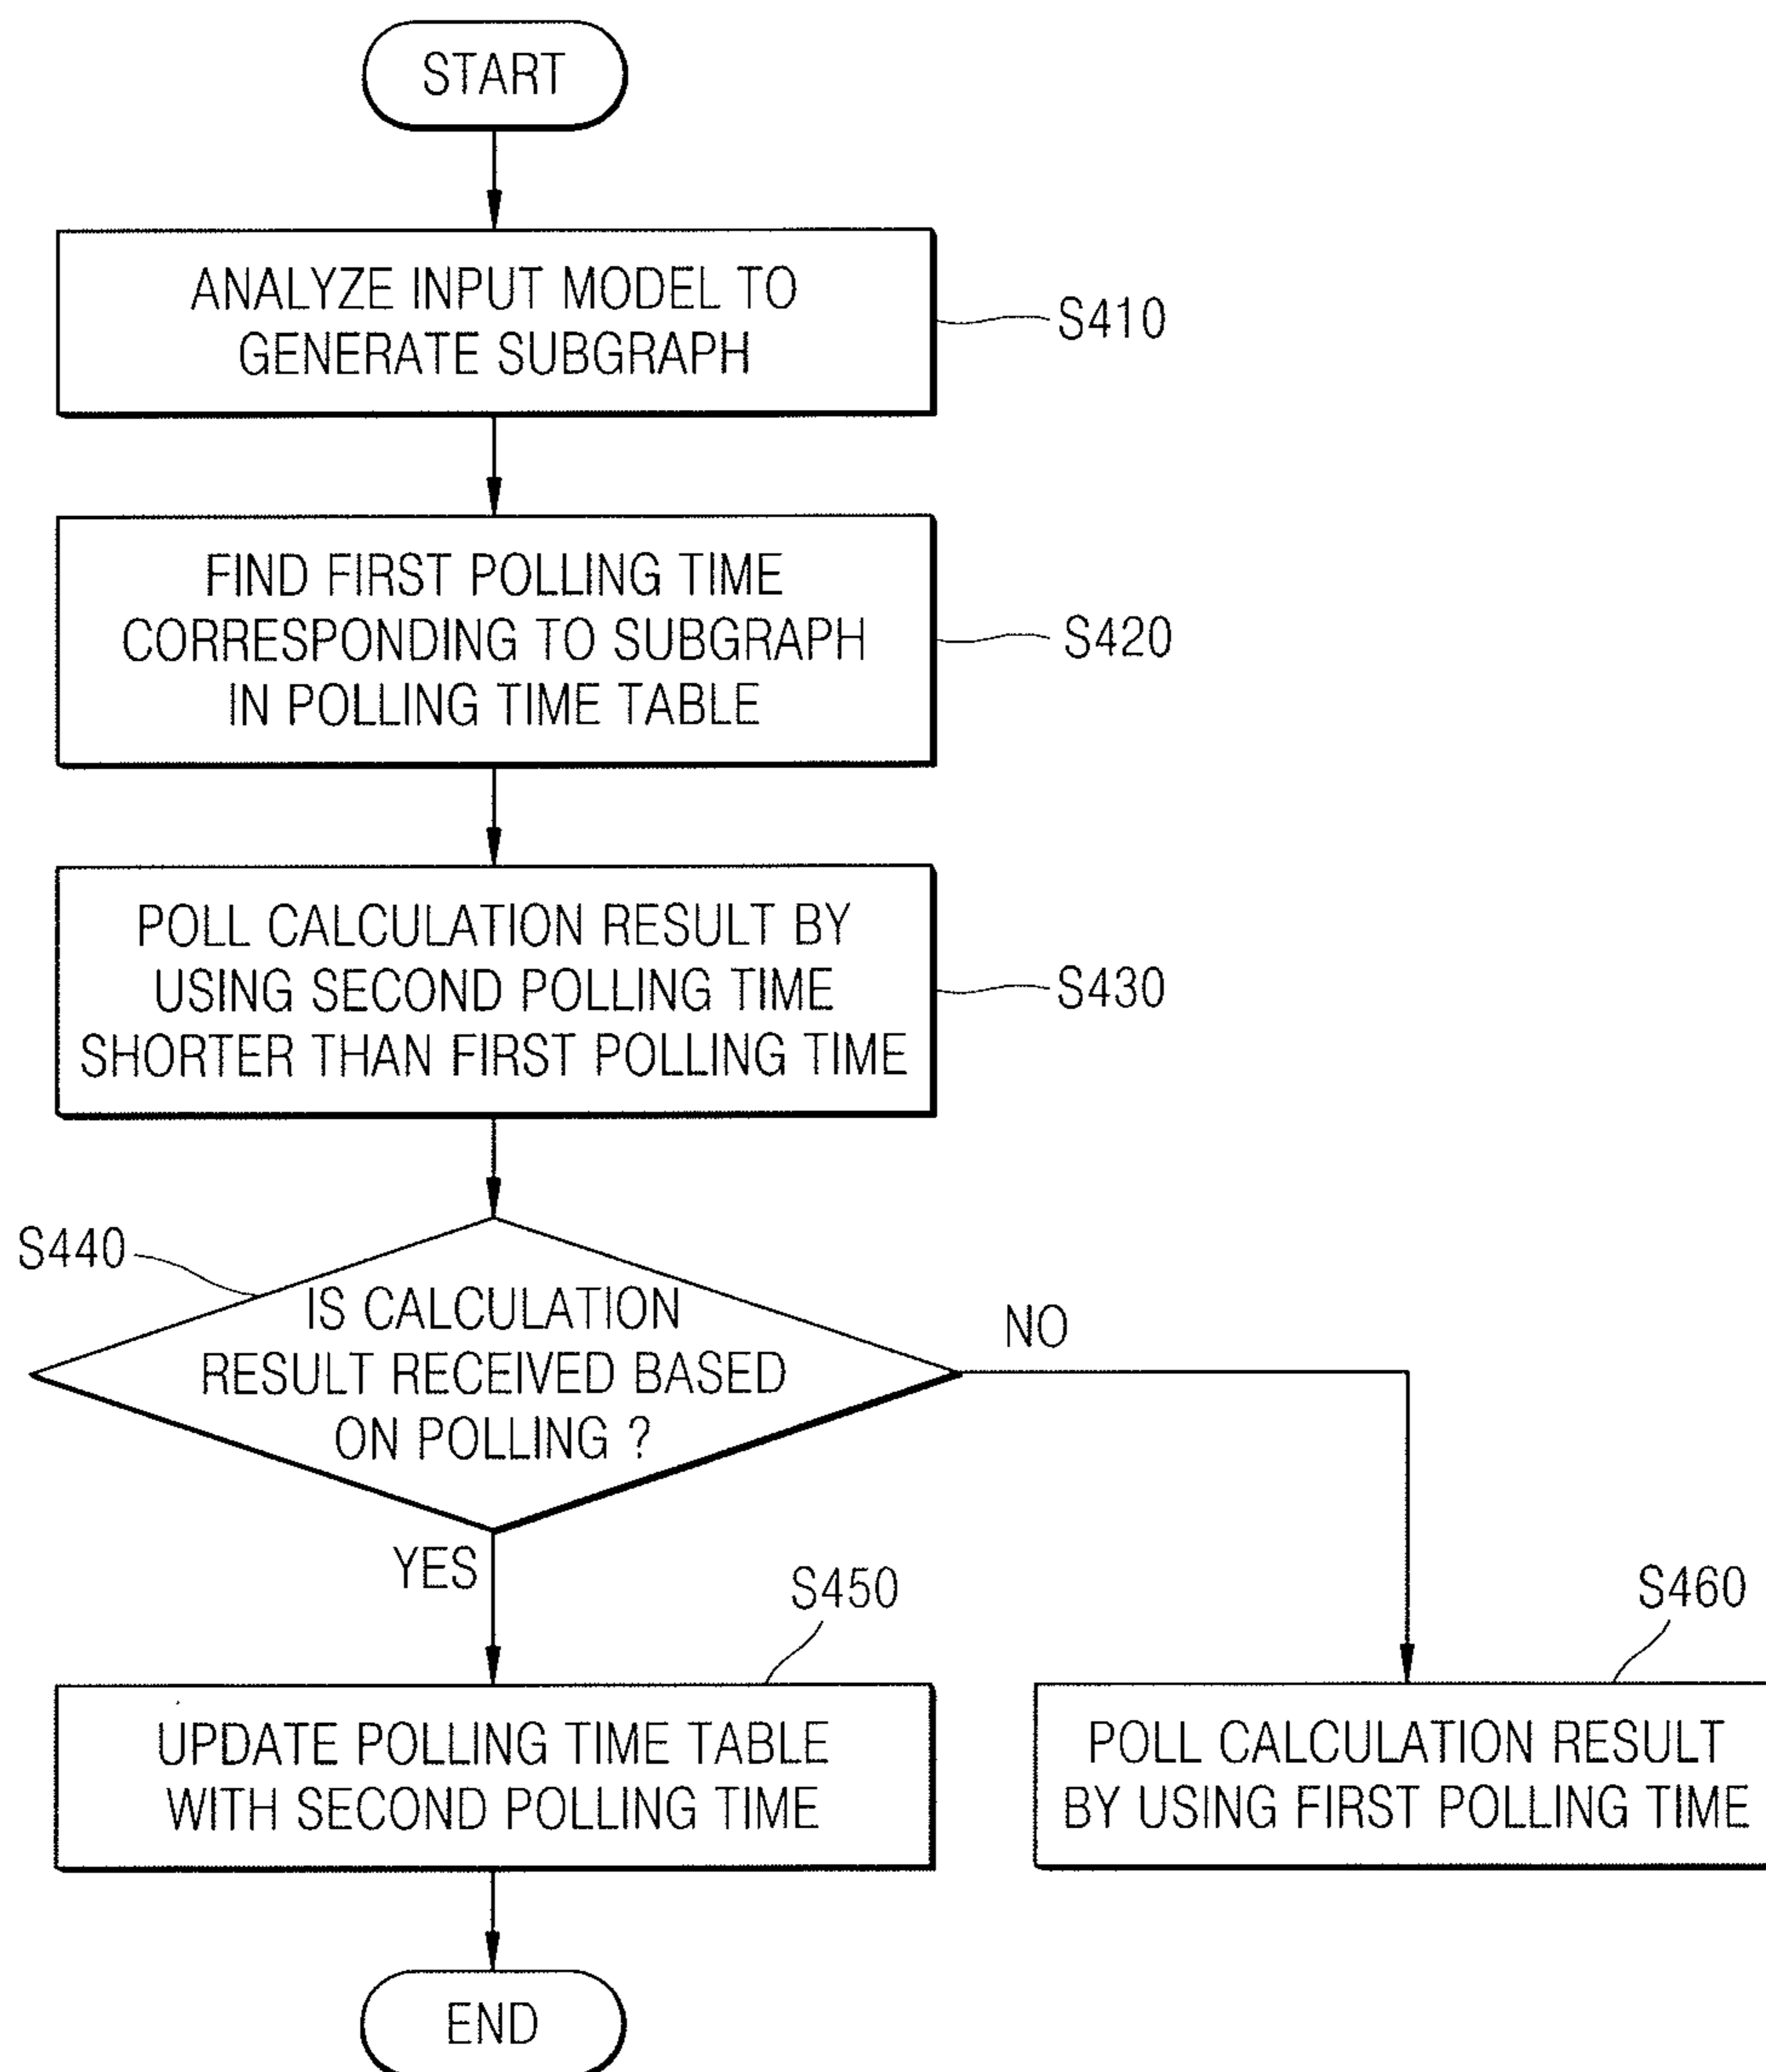 START
ANALYZE INPUT MODEL TO
GENERATE SUBGRAPH
S410
FIND FIRST POLLING TIME
CORRESPONDING TO SUBGRAPH
IN POLLING TIME TABLE
S420
POLL CALCULATION RESULT BY
USING SECOND POLLING TIME
SHORTER THAN FIRST POLLING TIME
S430
S440
IS CALCULATION
RESULT RECEIVED BASED
ON POLLING ?
NO
YES
S450
UPDATE POLLING TIME TABLE
WITH SECOND POLLING TIME
S460
POLL CALCULATION RESULT
BY USING FIRST POLLING TIME
END